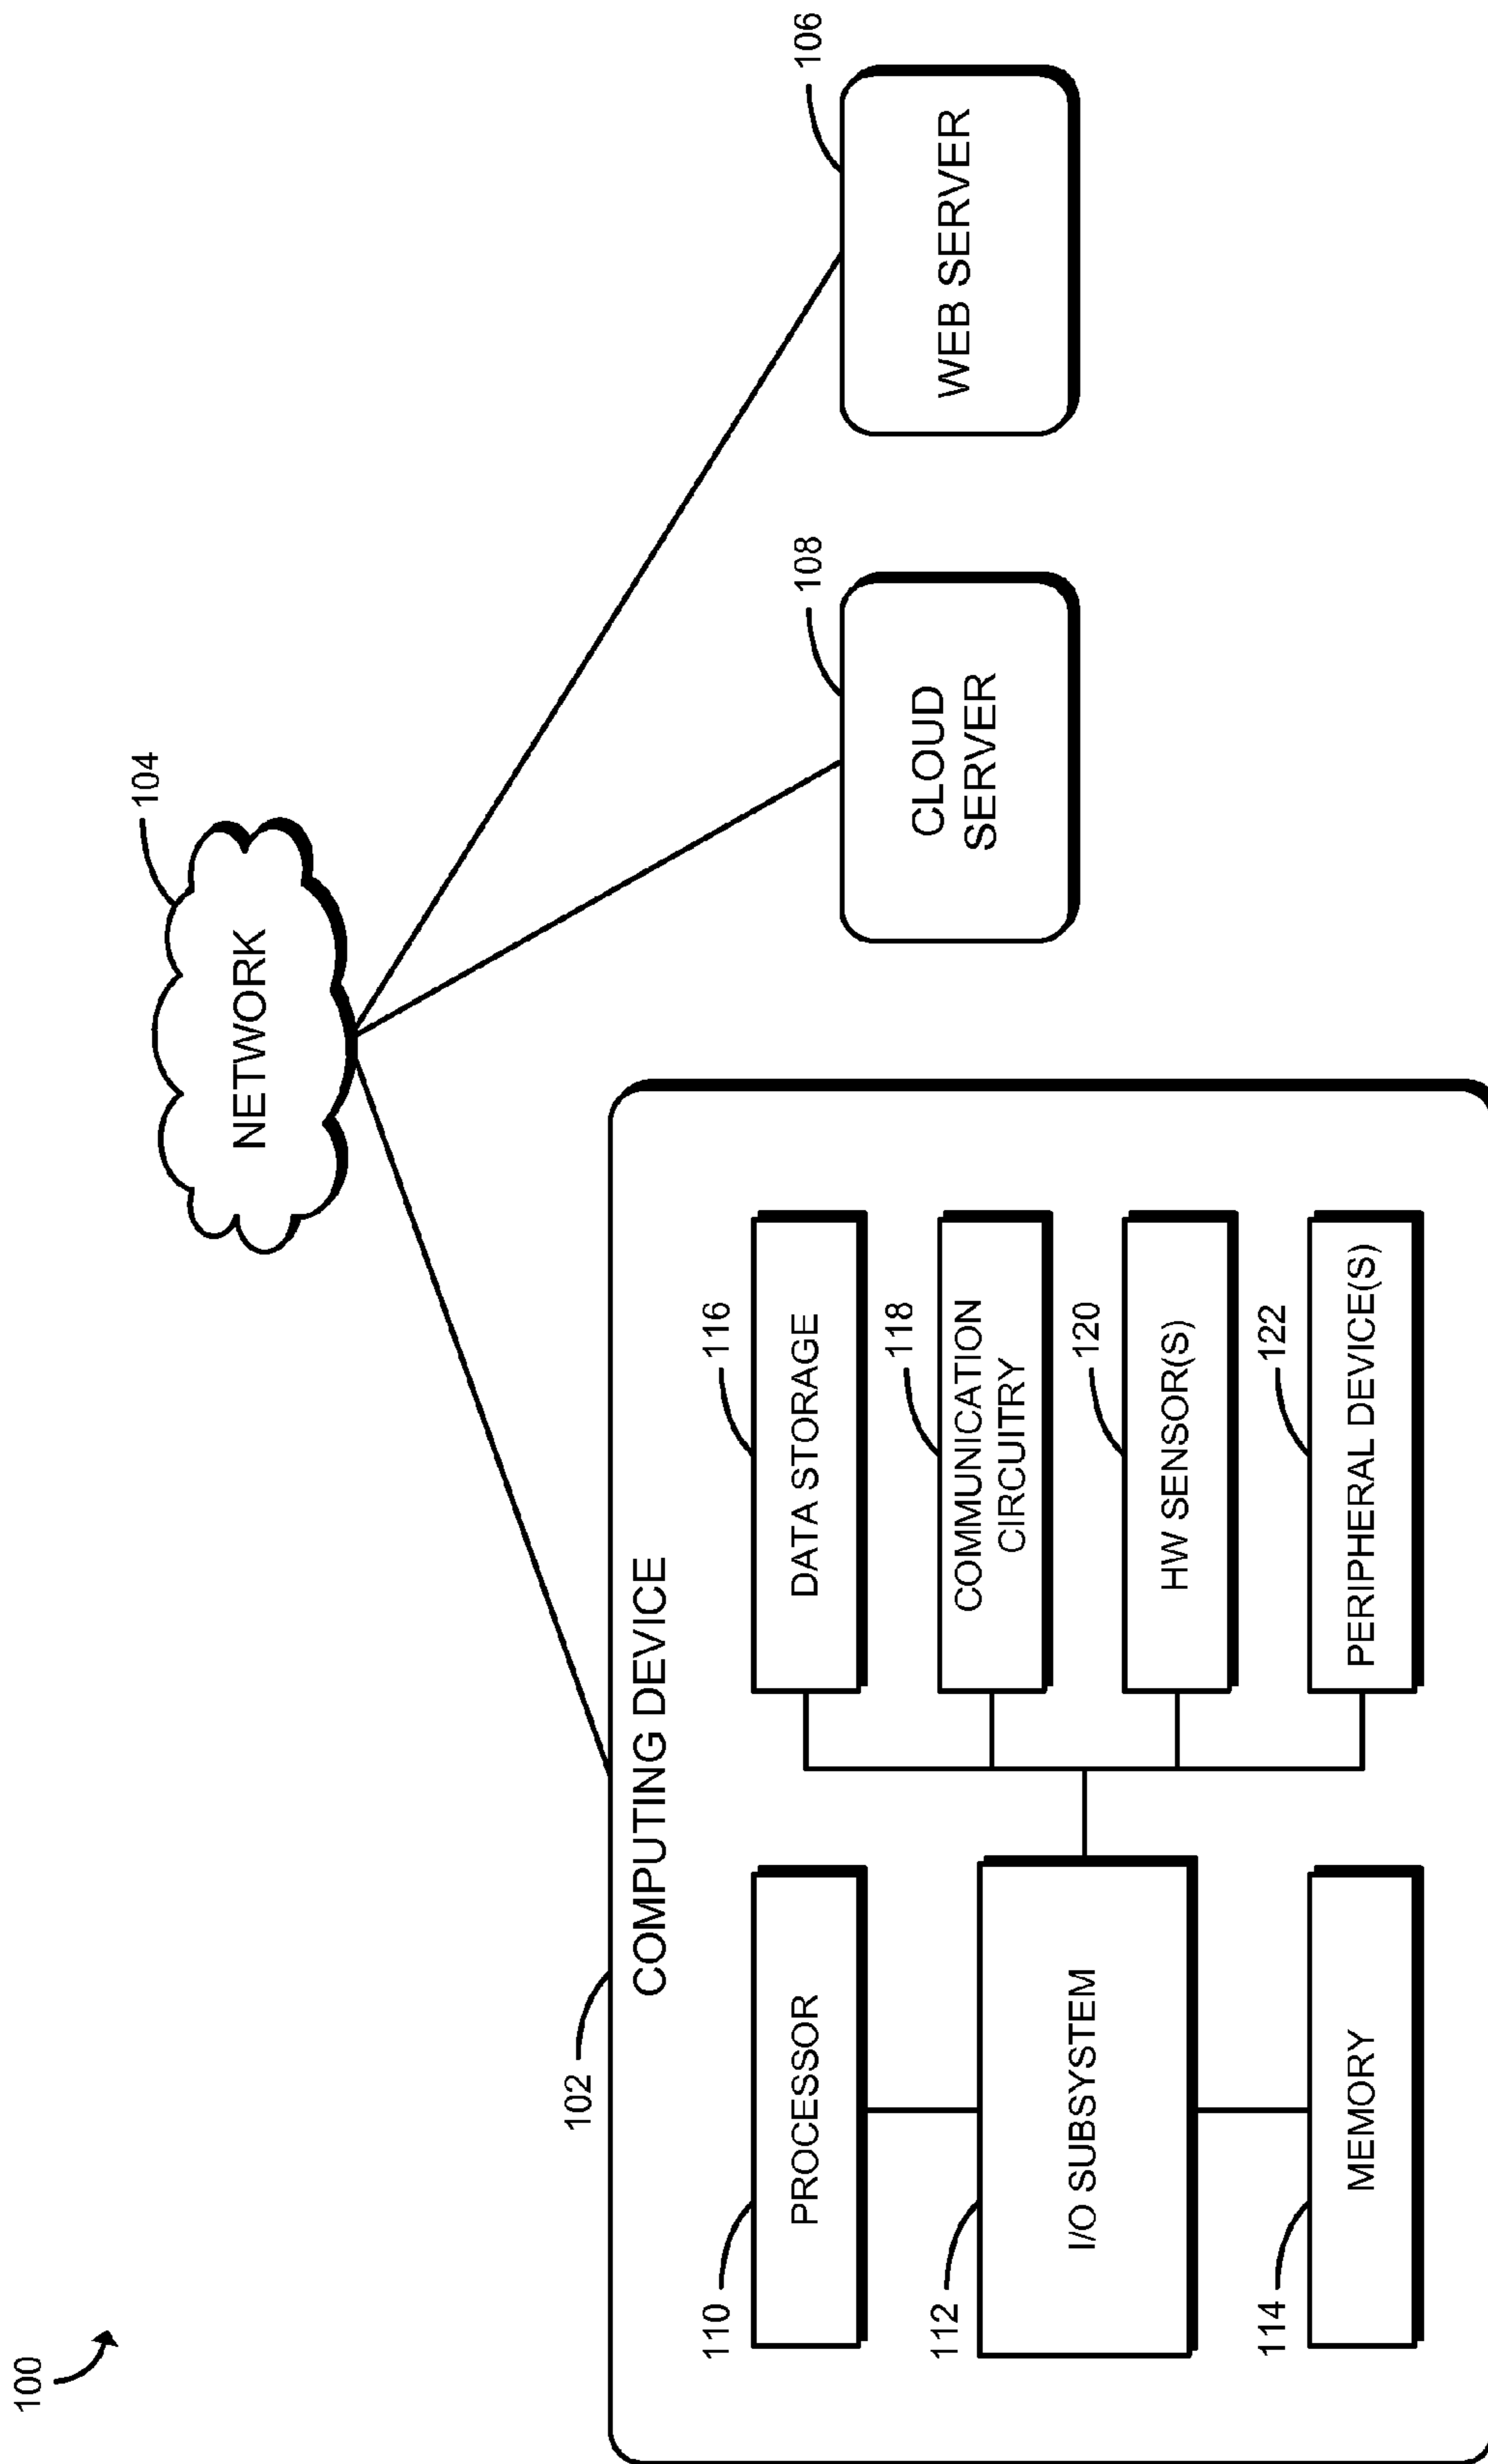 100
NETWORK
104
102
COMPUTING DEVICE
110
PROCESSOR
112
I/O SUBSYSTEM
114
MEMORY
116
DATA STORAGE
118
COMMUNICATION
CIRCUITRY
120
HW SENSOR(S)
122
PERIPHERAL DEVICE(S)
108
CLOUD
SERVER
106
WEB SERVER